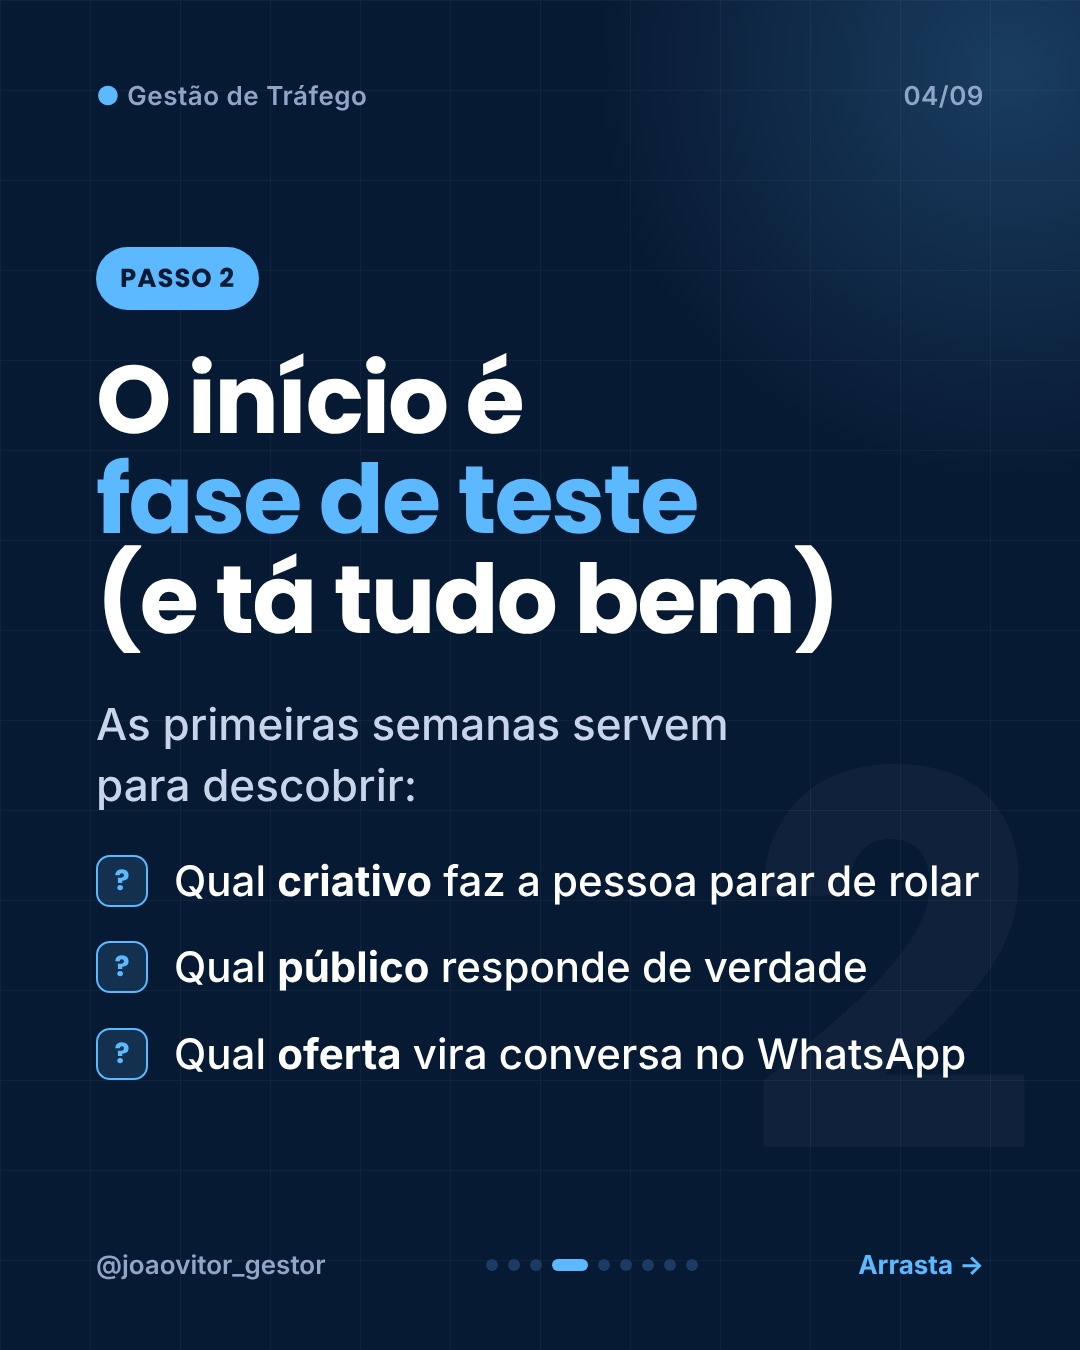 Gestão de Tráfego
04/09
PASSO 2
O início é
fase de teste
(e tá tudo bem)
As primeiras semanas servem
para descobrir:
? Qual criativo faz a pessoa parar de rolar
? Qual público responde de verdade
? Qual oferta vira conversa no WhatsApp
2
@joaovitor_gestor
Arrasta →